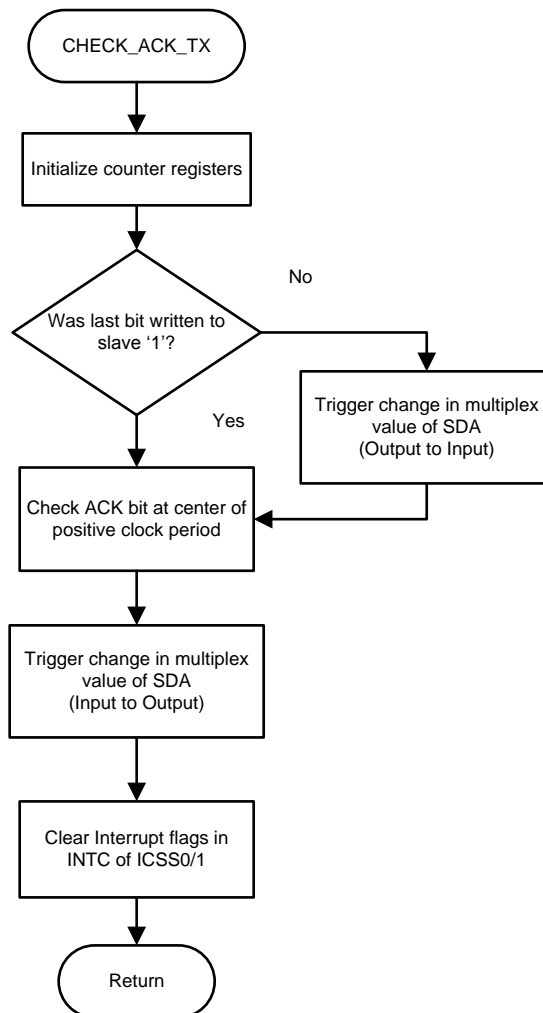 CHECK_ACK_TX
Initialize counter registers
No
Was last bit written to
slave ‘1’?
Trigger change in multiplex
value of SDA
(Output to Input)
Yes
Check ACK bit at center of
positive clock period
Trigger change in multiplex
value of SDA
(Input to Output)
Clear Interrupt flags in
INTC of ICSS0/1
Return